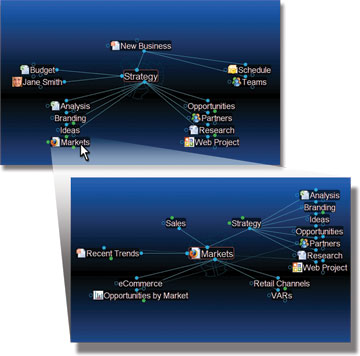 New Business
Budget
Schedule
Jane Smith
Strategy
Teams
Analysis
Opportunities
Branding
Partners
Ideas
Research
Markets
Web Project
Analysis
Sales
Strategy
Branding
Ideas
Opportunities
Partners
Recent Trends
Markets
Research
Web Project
eCommerce
Retail Channels
Opportunities by Market
VARs